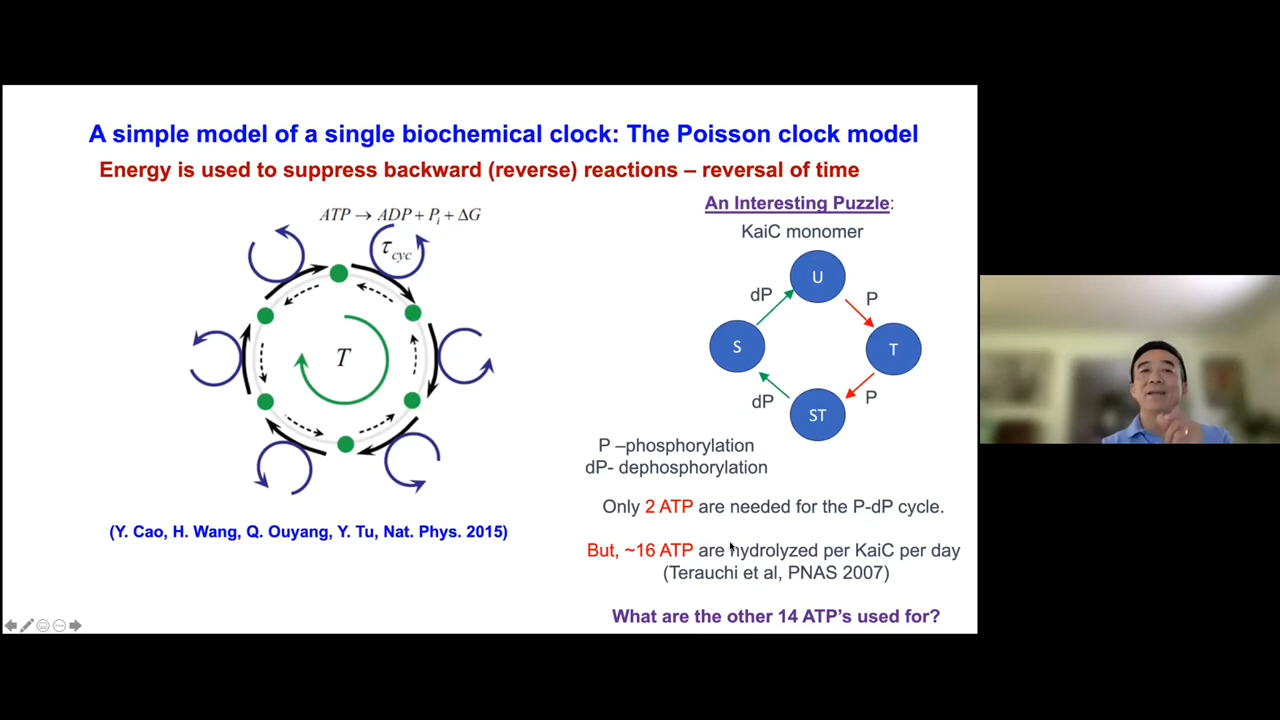 A simple model of a single biochemical clock: The Poisson clock model
Energy is used to suppress backward (reverse) reactions – reversal of time
ATP → ADP + Pi + ΔG
τcyc
T
(Y. Cao, H. Wang, Q. Ouyang, Y. Tu, Nat. Phys. 2015)
An Interesting Puzzle:
KaiC monomer
U
dP
P
S
T
dP
P
ST
P –phosphorylation
dP- dephosphorylation
Only 2 ATP are needed for the P-dP cycle.
But, ~16 ATP are hydrolyzed per KaiC per day
(Terauchi et al, PNAS 2007)
What are the other 14 ATP's used for?